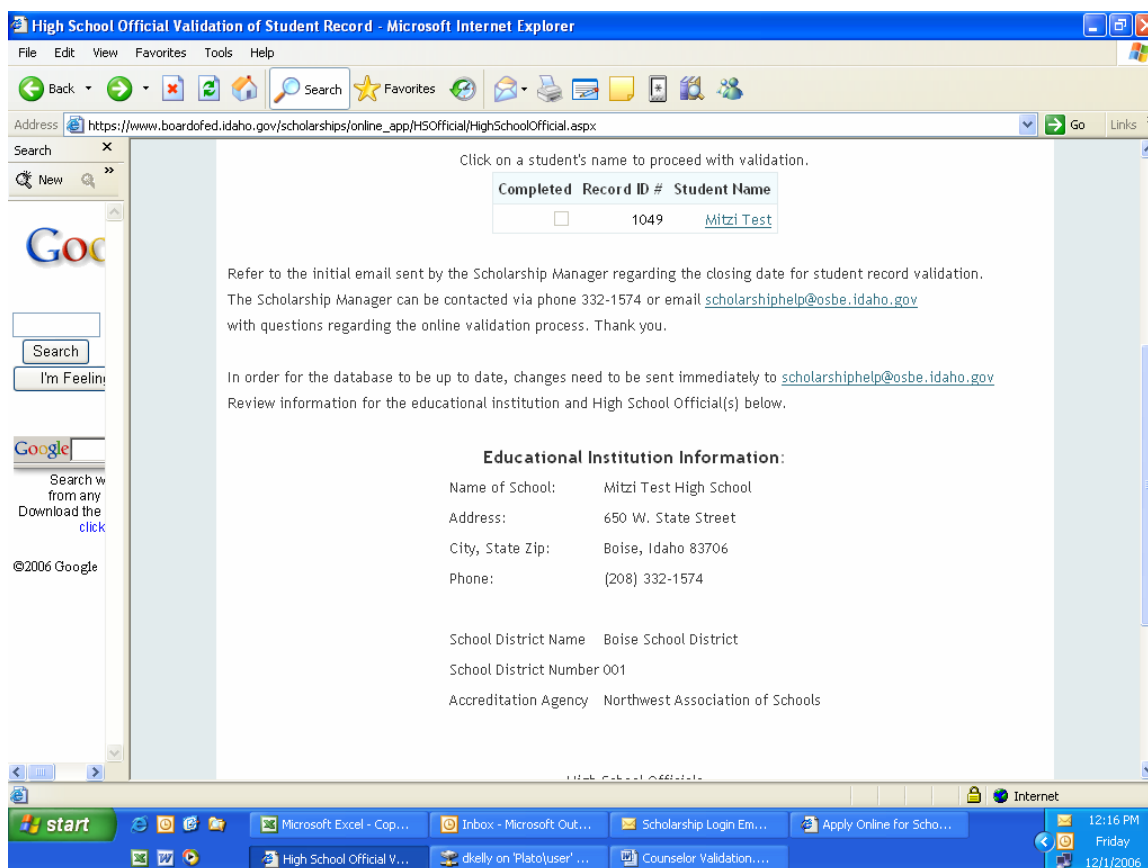 High School Official Validation of Student Record - Microsoft Internet Explorer
File Edit View Favorites Tools Help
Back Search Favorites
Address https://www.boardofed.idaho.gov/scholarships/online_app/HSOfficial/HighSchoolOfficial.aspx Go Links
Search
New
Goo
Search
I'm Feeling
Google
Search w
from any
Download the
click
©2006 Google
Click on a student's name to proceed with validation.
Completed Record ID # Student Name
1049 Mitzi Test
Refer to the initial email sent by the Scholarship Manager regarding the closing date for student record validation.
The Scholarship Manager can be contacted via phone 332-1574 or email scholarshiphelp@osbe.idaho.gov
with questions regarding the online validation process. Thank you.
In order for the database to be up to date, changes need to be sent immediately to scholarshiphelp@osbe.idaho.gov
Review information for the educational institution and High School Official(s) below.
Educational Institution Information:
Name of School: Mitzi Test High School
Address: 650 W. State Street
City, State Zip: Boise, Idaho 83706
Phone: (208) 332-1574
School District Name Boise School District
School District Number 001
Accreditation Agency Northwest Association of Schools
High School Officials
Internet
start Microsoft Excel - Cop... Inbox - Microsoft Out... Scholarship Login Em... Apply Online for Scho... 12:16 PM
Friday
High School Official V... dkelly on 'Plato\user' ... Counselor Validation.... 12/1/2006